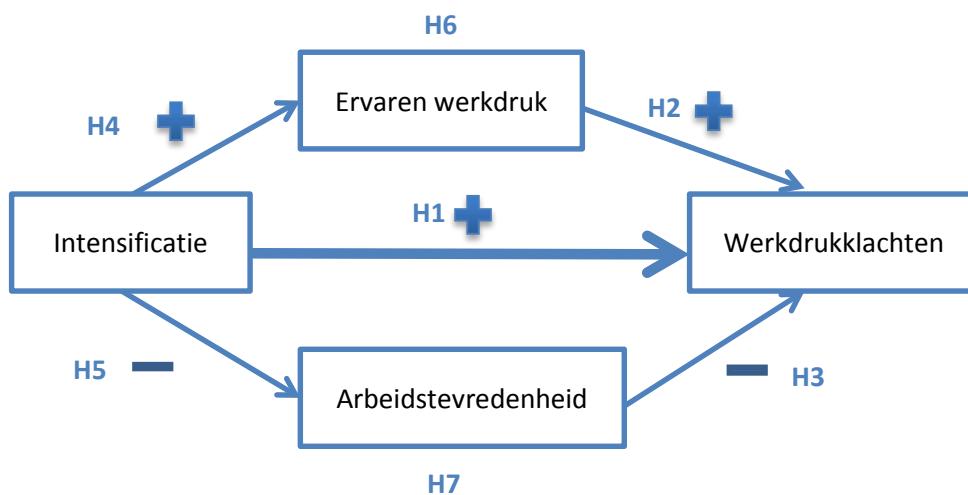 H6
Ervaren werkdruk
H4
H2
H1
Intensificatie
Werkdrukklachten
H5
H3
Arbeidstevredenheid
H7